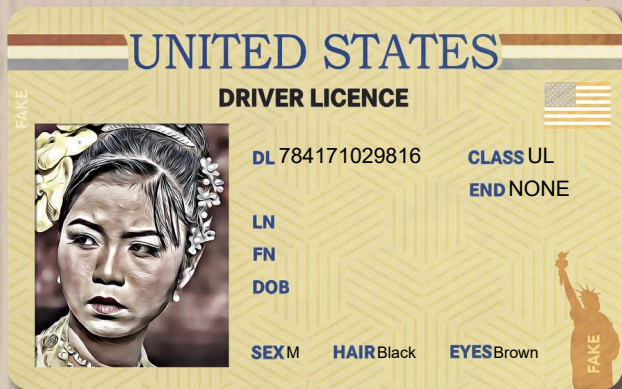 UNITED STATES
DRIVER LICENCE
FAKE
DL 784171029816 CLASS UL
END NONE
LN
FN
DOB
SEX M HAIR Black EYES Brown
FAKE